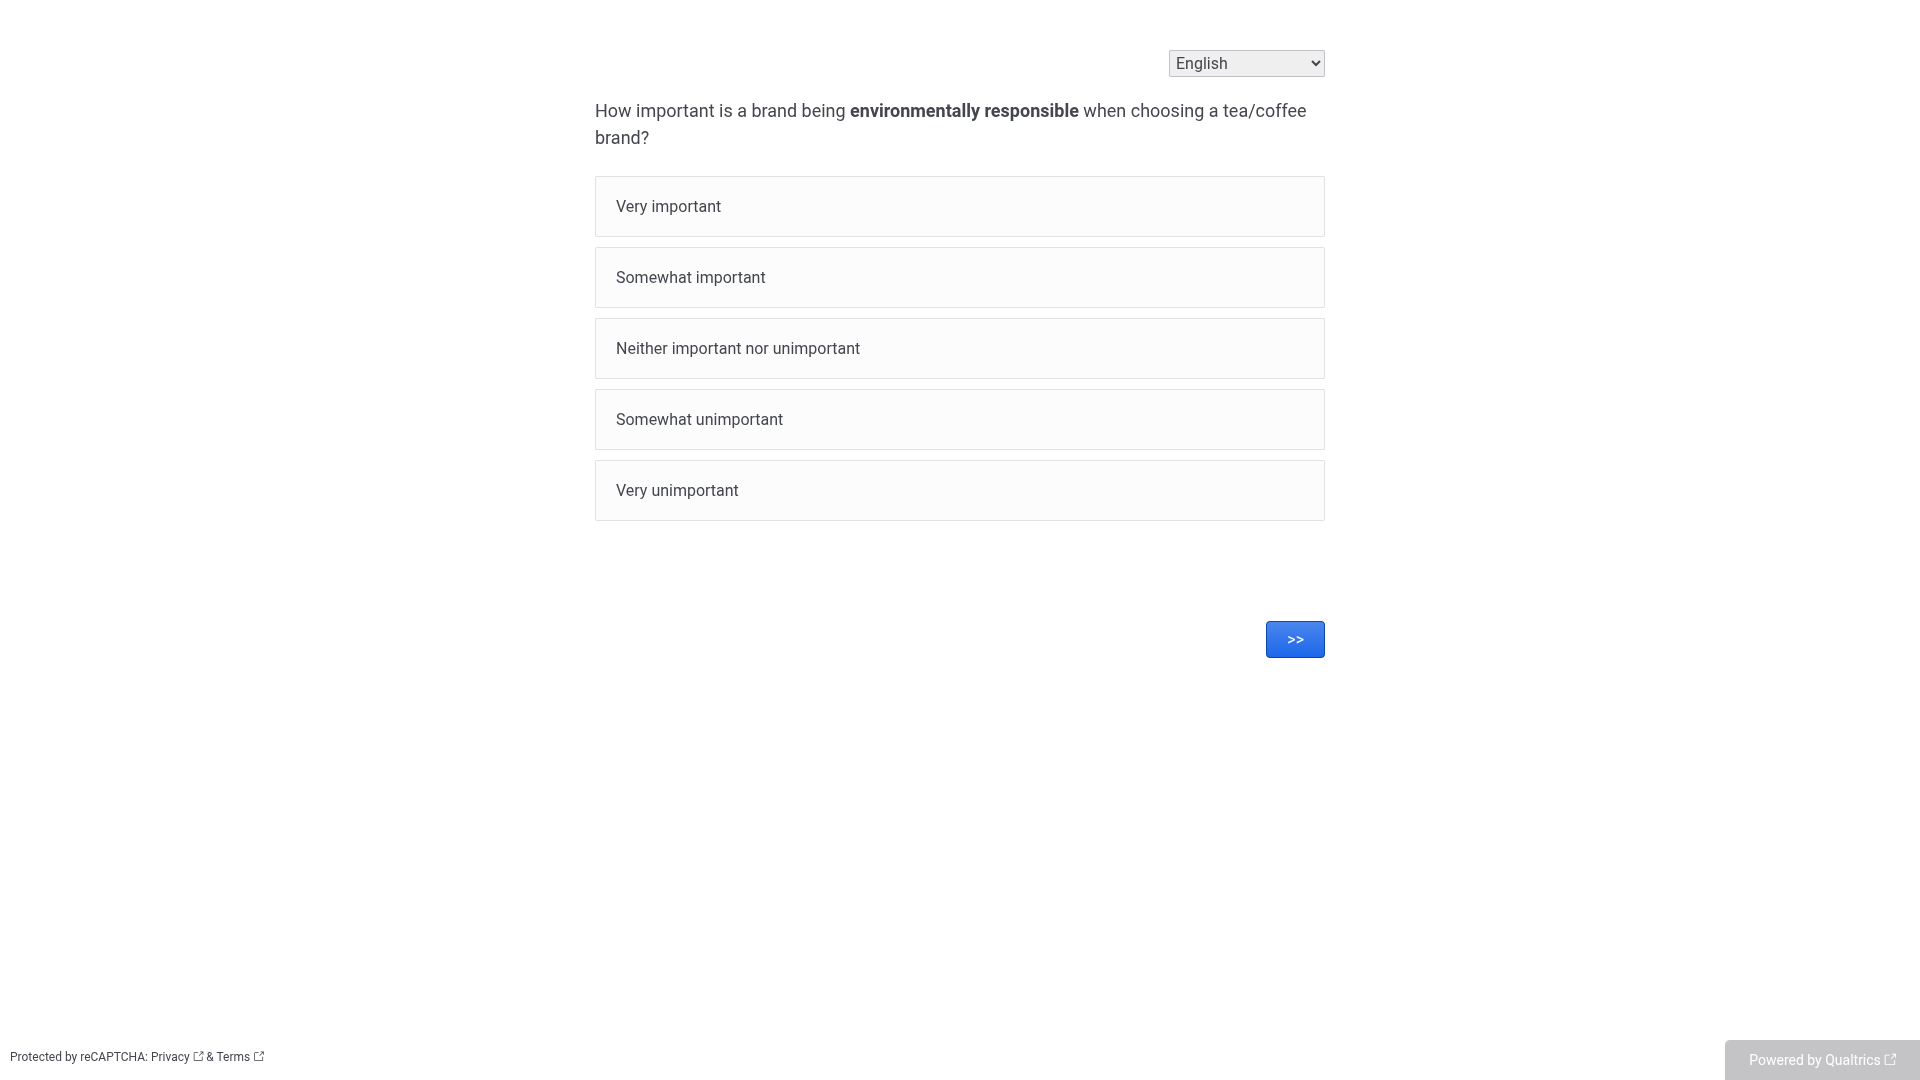 English
How important is a brand being environmentally responsible when choosing a tea/coffee
brand?
Very important
Somewhat important
Neither important nor unimportant
Somewhat unimportant
Very unimportant
>>
Protected by reCAPTCHA: Privacy & Terms
Powered by Qualtrics